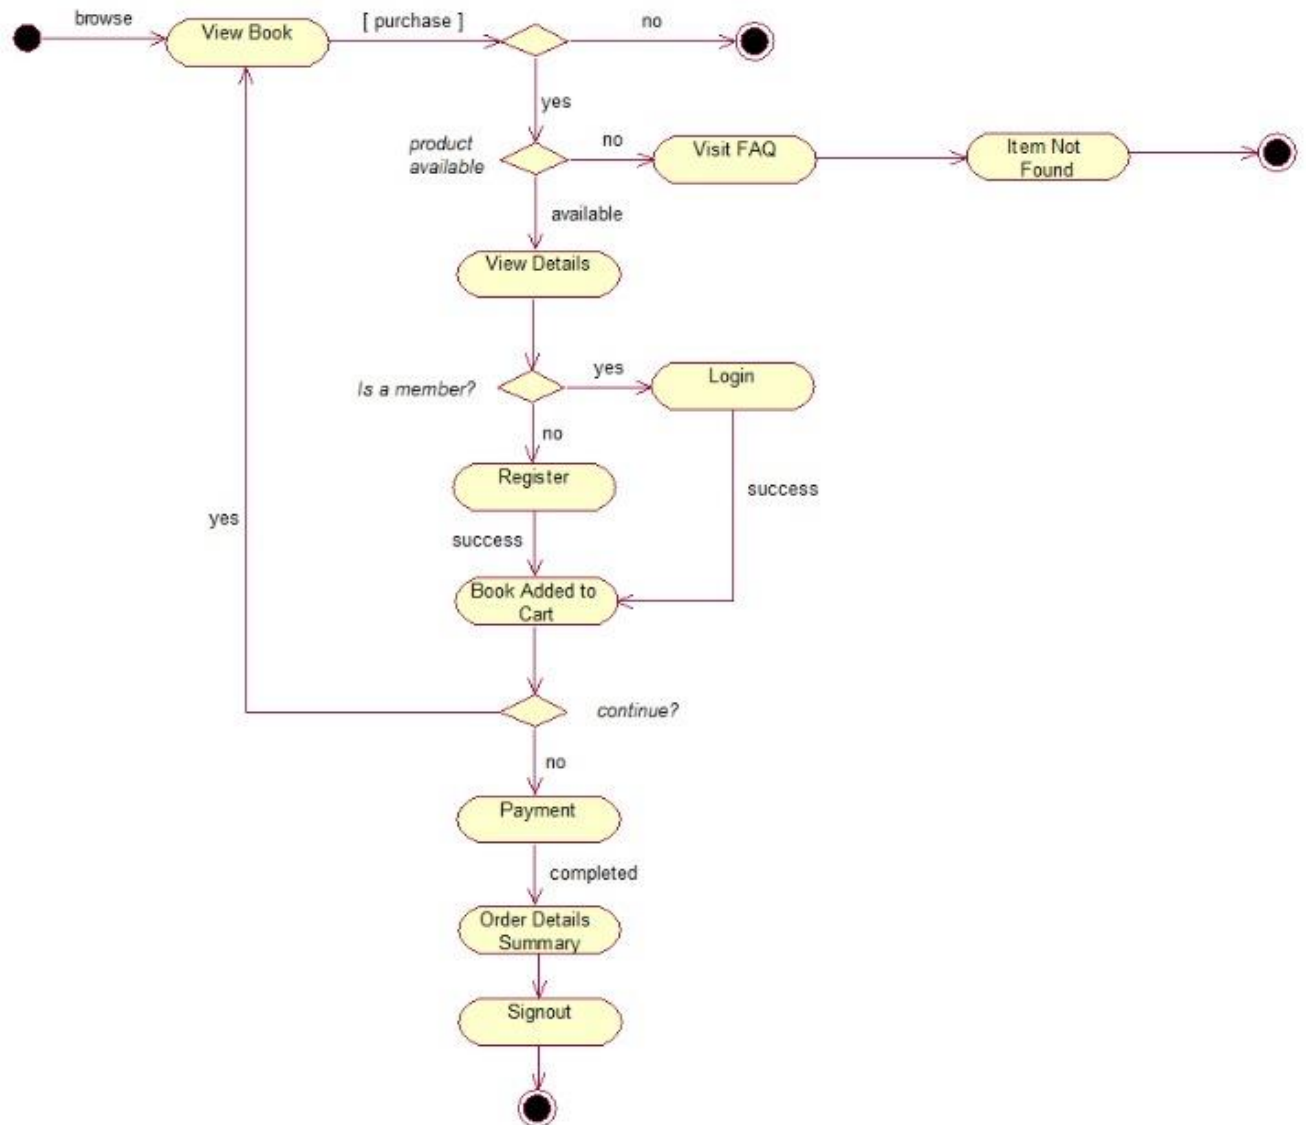 browse
View Book
[ purchase ]
no
yes
product
available
no
Visit FAQ
Item Not
Found
available
View Details
Is a member?
yes
Login
no
Register
success
success
yes
Book Added to
Cart
continue?
no
Payment
completed
Order Details
Summary
Signout